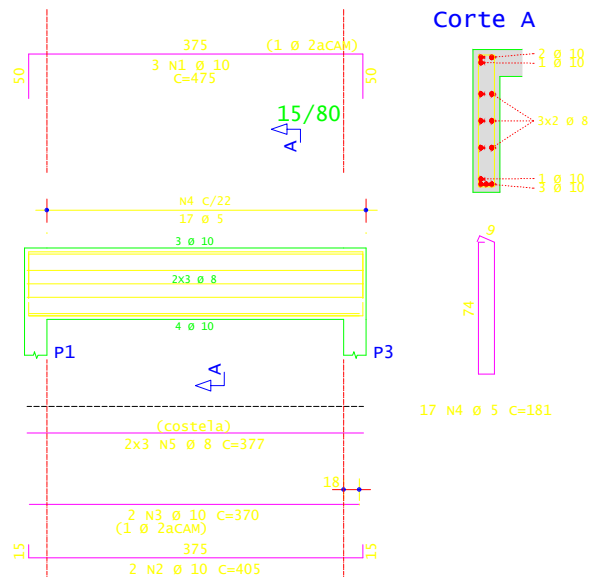 Corte A
375 (1 Ø 2aCAM)
3 N1 Ø 10
C=475
50
50
15/80
A
2 Ø 10
1 Ø 10
3x2 Ø 8
1 Ø 10
3 Ø 10
N4 C/22
17 Ø 5
3 Ø 10
2x3 Ø 8
4 Ø 10
P1
P3
A
9
74
17 N4 Ø 5 C=181
(costela)
2x3 N5 Ø 8 C=377
18
2 N3 Ø 10 C=370
(1 Ø 2aCAM)
15
375
15
2 N2 Ø 10 C=405